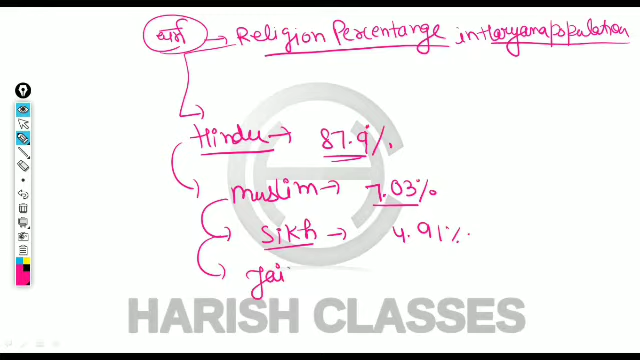 धर्म → Religion Percentange in Haryana population
Hindu → 87.9%.
Muslim → 7.03%
Sikh → 4.91%.
Jai
HARISH CLASSES